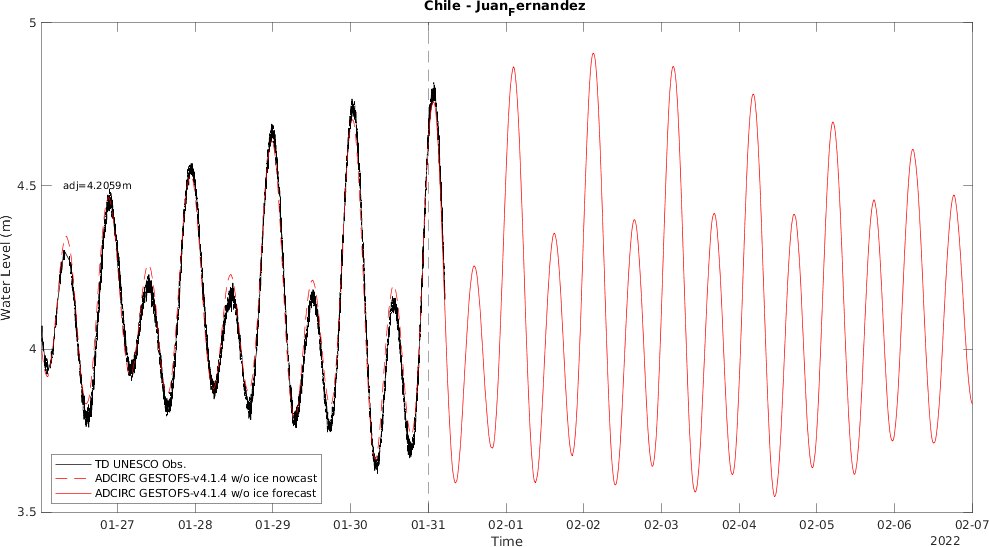 Chile - Juan_Fernandez
5
4.5
4
3.5
Water Level (m)
adj=4.2059m
TD UNESCO Obs.
ADCIRC GESTOFS-v4.1.4 w/o ice nowcast
ADCIRC GESTOFS-v4.1.4 w/o ice forecast
01-27 01-28 01-29 01-30 01-31 02-01 02-02 02-03 02-04 02-05 02-06 02-07
Time
2022